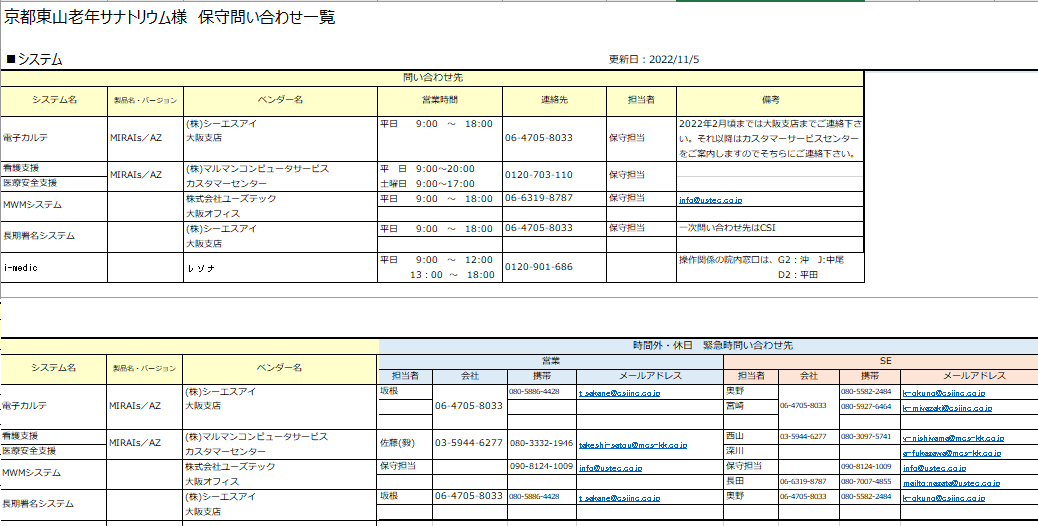 京都東山老年サナトリウム様 保守問い合わせ一覧
■システム 更新日：2022/11/5
問い合わせ先
システム名 製品名・バージョン ベンダー名 営業時間 連絡先 担当者 備考
電子カルテ MIRAIs／AZ (株)シーエスアイ 大阪支店 平日 9:00 ～ 18:00 06-4705-8033 保守担当
2022年2月頃までは大阪支店までご連絡下さ
い。それ以降はカスタマーサービスセンター
をご案内しますのでそちらにご連絡下さい。
看護支援 MIRAIs／AZ (株)マルマンコンピュータサービス 平 日 9:00～20:00 0120-703-110 保守担当
医療安全支援 カスタマーセンター 土曜日 9:00～17:00
MWMシステム 株式会社ユーズテック 平日 9:00 ～ 18:00 06-6319-8787 保守担当 info@ustec.co.jp
大阪オフィス
長期署名システム (株)シーエスアイ 平日 9:00 ～ 18:00 06-4705-8033 保守担当 一次問い合わせ先はCSI
大阪支店
i-medic レゾナ 平日 9:00 ～ 12:00 0120-901-686 操作関係の院内窓口は、G2：沖 J:中尾
13：00 ～ 18:00 D2：平田
時間外・休日 緊急時問い合わせ先
システム名 製品名・バージョン ベンダー名 営業 SE
担当者 会社 携帯 メールアドレス 担当者 会社 携帯 メールアドレス
電子カルテ MIRAIs／AZ (株)シーエスアイ 坂根 06-4705-8033 080-5886-4428 t_sakane@csiinc.co.jp 奥野 06-4705-8033 080-5582-2484 k-okuno@csiinc.co.jp
大阪支店 宮崎 080-5927-6464 k-miyazaki@csiinc.co.jp
看護支援 MIRAIs／AZ (株)マルマンコンピュータサービス 佐藤(毅) 03-5944-6277 080-3332-1946 takeshi-satou@mcs-kk.co.jp 西山 03-5944-6277 080-3097-5741 y-nishiyama@mcs-kk.co.jp
医療安全支援 カスタマーセンター 深川 a-fukazawa@mcs-kk.co.jp
MWMシステム 株式会社ユーズテック 保守担当 090-8124-1009 info@ustec.co.jp 保守担当 090-8124-1009 info@ustec.co.jp
大阪オフィス 長田 06-6319-8787 080-7007-4855 mailto:nagata@ustec.co.jp
長期署名システム (株)シーエスアイ 坂根 06-4705-8033 080-5886-4428 t_sakane@csiinc.co.jp 奥野 06-4705-8033 080-5582-2484 k-okuno@csiinc.co.jp
大阪支店